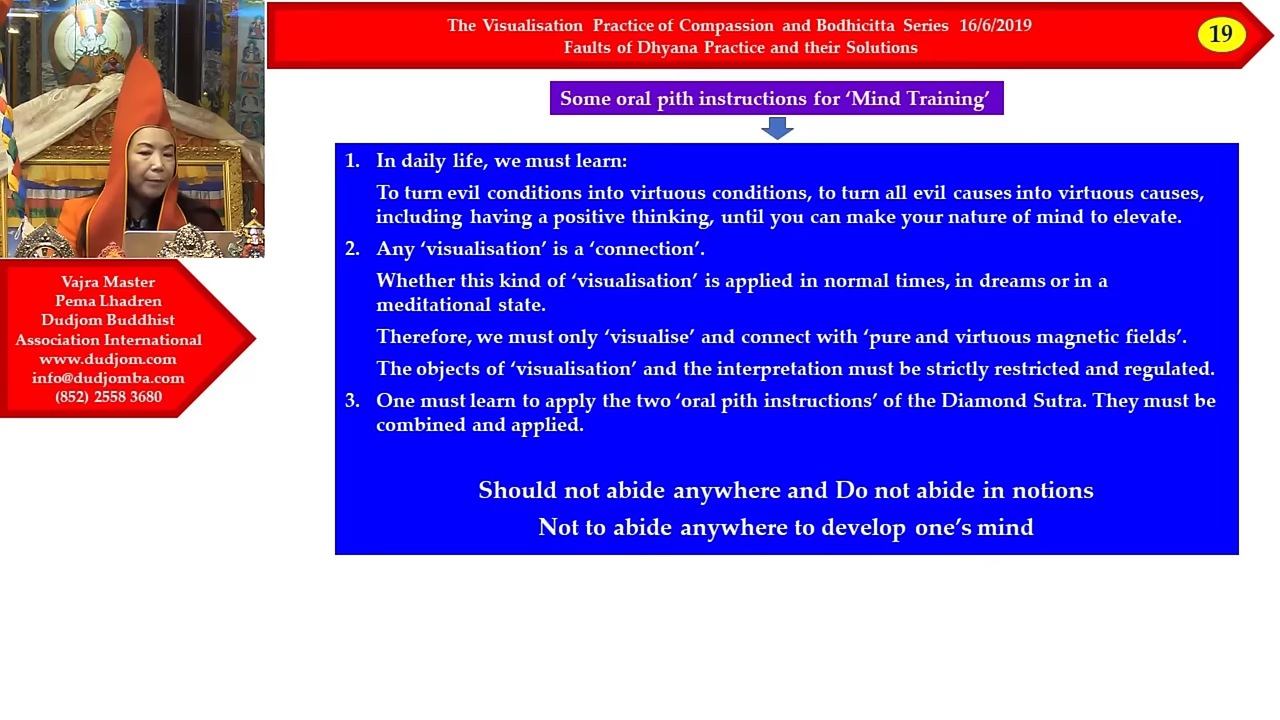 The Visualisation Practice of Compassion and Bodhicitta Series 16/6/2019
Faults of Dhyana Practice and their Solutions
19
Some oral pith instructions for ‘Mind Training’
1. In daily life, we must learn:
To turn evil conditions into virtuous conditions, to turn all evil causes into virtuous causes,
including having a positive thinking, until you can make your nature of mind to elevate.
2. Any ‘visualisation’ is a ‘connection’.
Whether this kind of ‘visualisation’ is applied in normal times, in dreams or in a
meditational state.
Therefore, we must only ‘visualise’ and connect with ‘pure and virtuous magnetic fields’.
The objects of ‘visualisation’ and the interpretation must be strictly restricted and regulated.
3. One must learn to apply the two ‘oral pith instructions’ of the Diamond Sutra. They must be
combined and applied.
Should not abide anywhere and Do not abide in notions
Not to abide anywhere to develop one’s mind
Vajra Master
Pema Lhadren
Dudjom Buddhist
Association International
www.dudjom.com
info@dudjomba.com
(852) 2558 3680